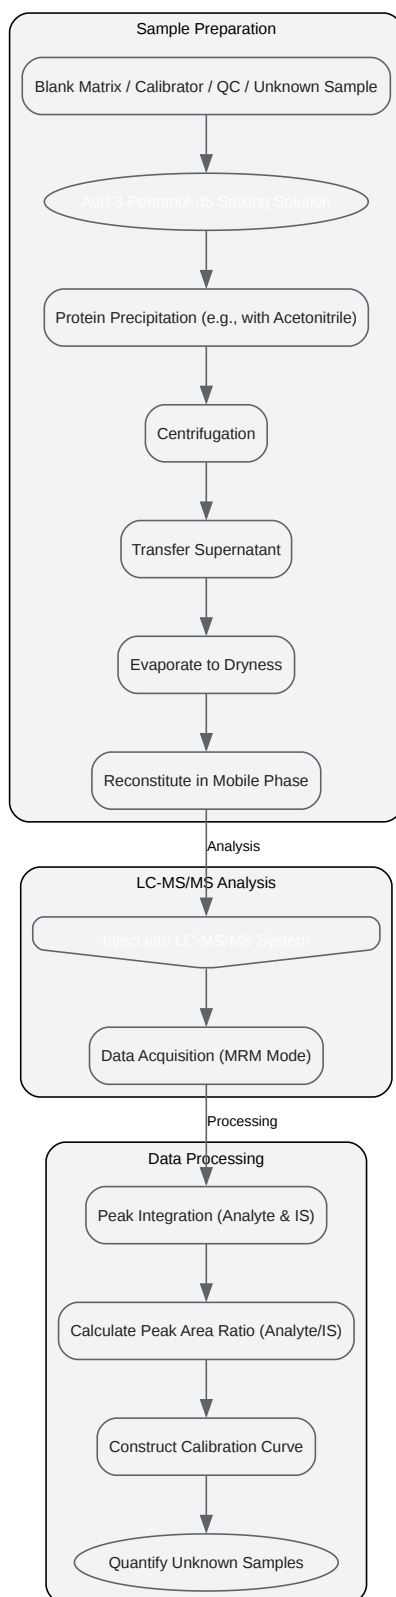 Sample Preparation
Blank Matrix / Calibrator / QC / Unknown Sample
Add 3-Pentanol-d5 Spiking Solution
Protein Precipitation (e.g., with Acetonitrile)
Centrifugation
Transfer Supernatant
Evaporate to Dryness
Reconstitute in Mobile Phase
Analysis
LC-MS/MS Analysis
Inject into LC-MS/MS System
Data Acquisition (MRM Mode)
Processing
Data Processing
Peak Integration (Analyte & IS)
Calculate Peak Area Ratio (Analyte/IS)
Construct Calibration Curve
Quantify Unknown Samples